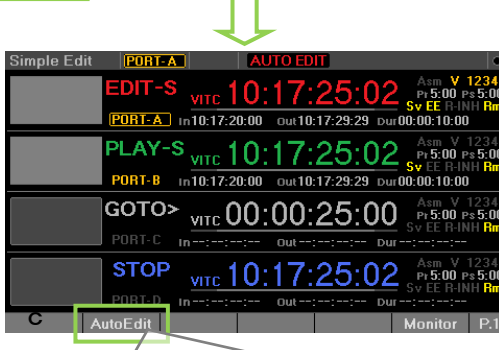 Simple Edit PORT-A AUTO EDIT
EDIT-S VITC 10:17:25:02 Asm V 1234
Pr 5:00 Ps 5:00
Sv EE R-INH Rm
PORT-A In 10:17:20:00 Out 10:17:29:29 Dur 00:00:10:00
PLAY-S VITC 10:17:25:02 Asm V 1234
Pr 5:00 Ps 5:00
Sv EE R-INH Rm
PORT-B In 10:17:20:00 Out 10:17:29:29 Dur 00:00:10:00
GOTO> VITC 00:00:25:00 Asm V 1234
Pr 5:00 Ps 5:00
Sv EE R-INH Rm
PORT-C In --:--:--:-- Out --:--:--:-- Dur --:--:--:--
STOP VITC 10:17:25:02 Asm V 1234
Pr 5:00 Ps 5:00
Sv EE R-INH Rm
PORT-D In --:--:--:-- Out --:--:--:-- Dur --:--:--:--
C AutoEdit Monitor P.1